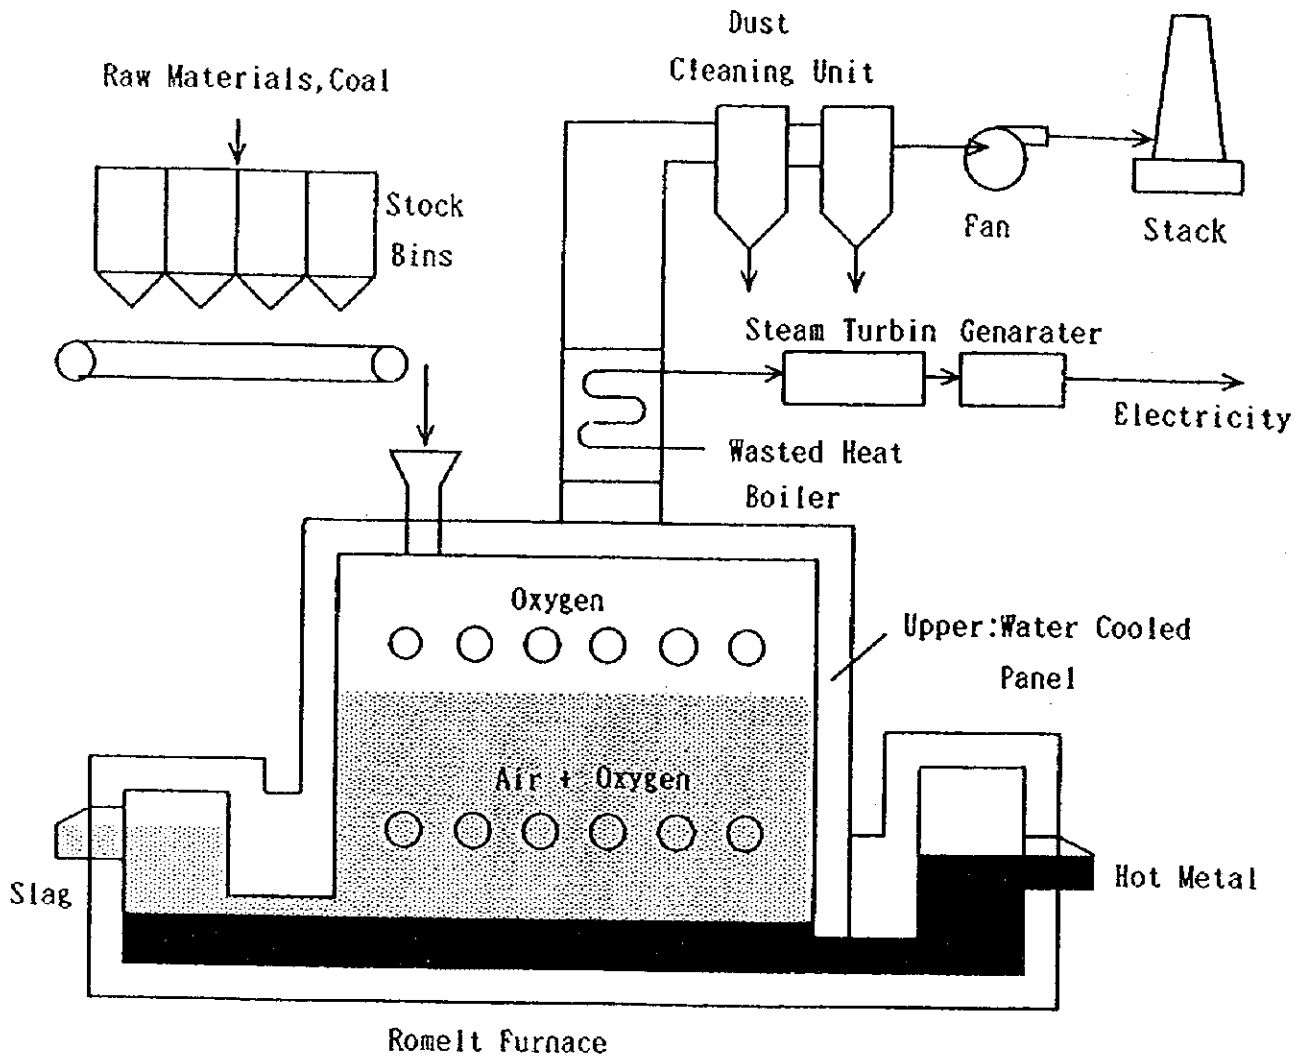 Dust
Cleaning Unit
Raw Materials,Coal
Stock
Bins
Fan
Stack
Steam Turbin Genarater
Electricity
Wasted Heat
Boiler
Oxygen
Upper:Water Cooled
Panel
Air + Oxygen
Slag
Hot Metal
Romelt Furnace